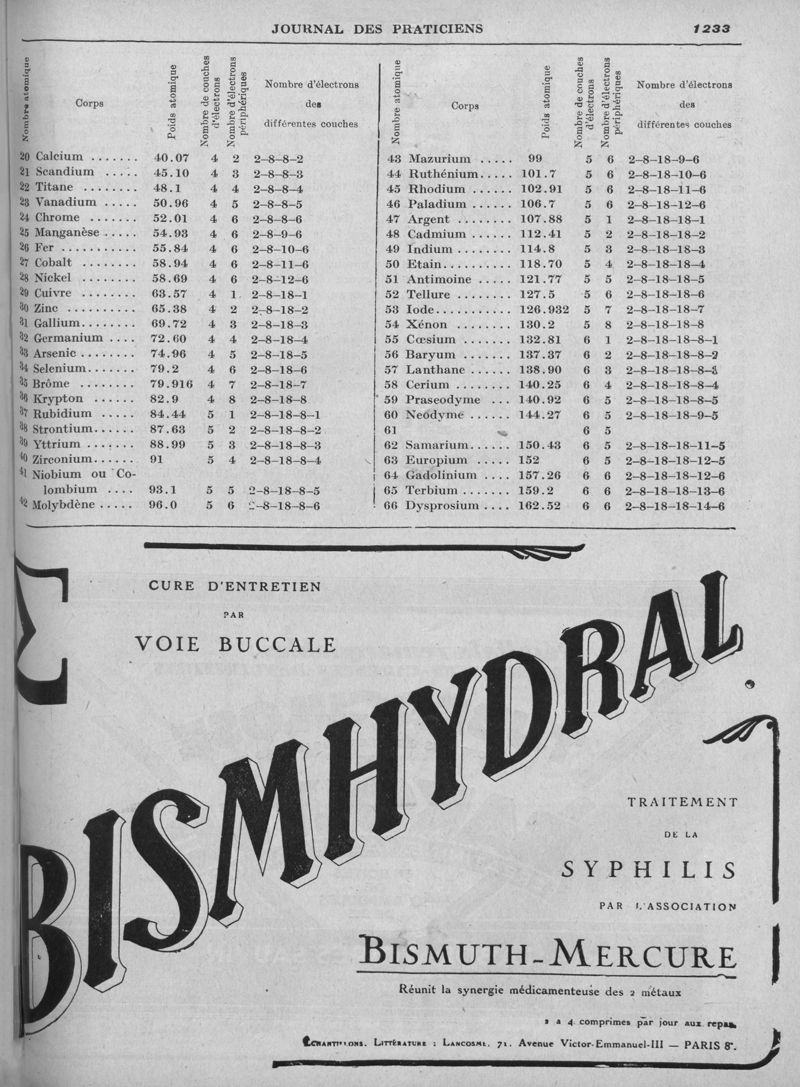 JOURNAL DES PRATICIENS 1233
Nombre atomique
Corps
Poids atomique
Nombre de couches d'électrons
Nombre d'électrons périphériques
Nombre d'électrons
des
différentes couches
20 Calcium ....... 40.07 4 2 2–8–8–2
21 Scandium ..... 45.10 4 3 2–8–8–3
22 Titane ........ 48.1 4 4 2–8–8–4
23 Vanadium ..... 50.96 4 5 2–8–8–5
24 Chrome ....... 52.01 4 6 2–8–8–6
25 Manganèse ..... 54.93 4 6 2–8–9–6
26 Fer ........... 55.84 4 6 2–8–10–6
27 Cobalt ........ 58.94 4 6 2–8–11–6
28 Nickel ........ 58.69 4 6 2–8–12–6
29 Cuivre ........ 63.57 4 1 2–8–18–1
30 Zinc .......... 65.38 4 2 2–8–18–2
31 Gallium........ 69.72 4 3 2–8–18–3
32 Germanium .... 72.60 4 4 2–8–18–4
33 Arsenic ........ 74.96 4 5 2–8–18–5
34 Selenium....... 79.2 4 6 2–8–18–6
35 Brôme ........ 79.916 4 7 2–8–18–7
36 Krypton ...... 82.9 4 8 2–8–18–8
37 Rubidium ..... 84.44 5 1 2–8–18–8–1
38 Strontium...... 87.63 5 2 2–8–18–8–2
39 Yttrium ....... 88.99 5 3 2–8–18–8–3
40 Zirconium...... 91 5 4 2–8–18–8–4
41 Niobium ou Co-
lombium .... 93.1 5 5 2–8–18–8–5
42 Molybdène ..... 96.0 5 6 2–8–18–8–6
Nombre atomique
Corps
Poids atomique
Nombre de couches d'électrons
Nombre d'électrons périphériques
Nombre d'électrons
des
différentes couches
43 Mazurium ..... 99 5 6 2–8–18–9–6
44 Ruthénium..... 101.7 5 6 2–8–18–10–6
45 Rhodium ...... 102.91 5 6 2–8–18–11–6
46 Paladium ...... 106.7 5 6 2–8–18–12–6
47 Argent ........ 107.88 5 1 2–8–18–18–1
48 Cadmium ...... 112.41 5 2 2–8–18–18–2
49 Indium ........ 114.8 5 3 2–8–18–18–3
50 Etain.......... 118.70 5 4 2–8–18–18–4
51 Antimoine ..... 121.77 5 5 2–8–18–18–5
52 Tellure ........ 127.5 5 6 2–8–18–18–6
53 Iode........... 126.932 5 7 2–8–18–18–7
54 Xénon ........ 130.2 5 8 2–8–18–18–8
55 Cœsium ....... 132.81 6 1 2–8–18–18–8–1
56 Baryum ....... 137.37 6 2 2–8–18–18–8–2
57 Lanthane ...... 138.90 6 3 2–8–18–18–8–3
58 Cerium ........ 140.25 6 4 2–8–18–18–8–4
59 Praseodyme ... 140.92 6 5 2–8–18–18–8–5
60 Neodyme ...... 144.27 6 5 2–8–18–18–9–5
61 6 5
62 Samarium...... 150.43 6 5 2–8–18–18–11–5
63 Europium ..... 152 6 5 2–8–18–18–12–5
64 Gadolinium .... 157.26 6 6 2–8–18–18–12–6
65 Terbium ....... 159.2 6 6 2–8–18–18–13–6
66 Dysprosium .... 162.52 6 6 2–8–18–18–14–6
CURE D'ENTRETIEN
PAR
VOIE BUCCALE
BISMHYDRAL
TRAITEMENT
DE LA
SYPHILIS
PAR L'ASSOCIATION
BISMUTH-MERCURE
Réunit la synergie médicamenteuse des 2 métaux
2 a 4 comprimes par jour aux repas.
ÉCHANTILLONS. LITTÉRATURE : LANCOSME. 71. Avenue Victor-Emmanuel-III — PARIS 8e.